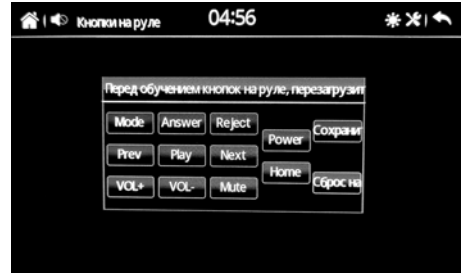 Кнопки на руле 04:56
Перед обучением кнопок на руле, перезагрузит
Mode Answer Reject Power Сохрани
Prev Play Next Home Сброс на
VOL+ VOL- Mute